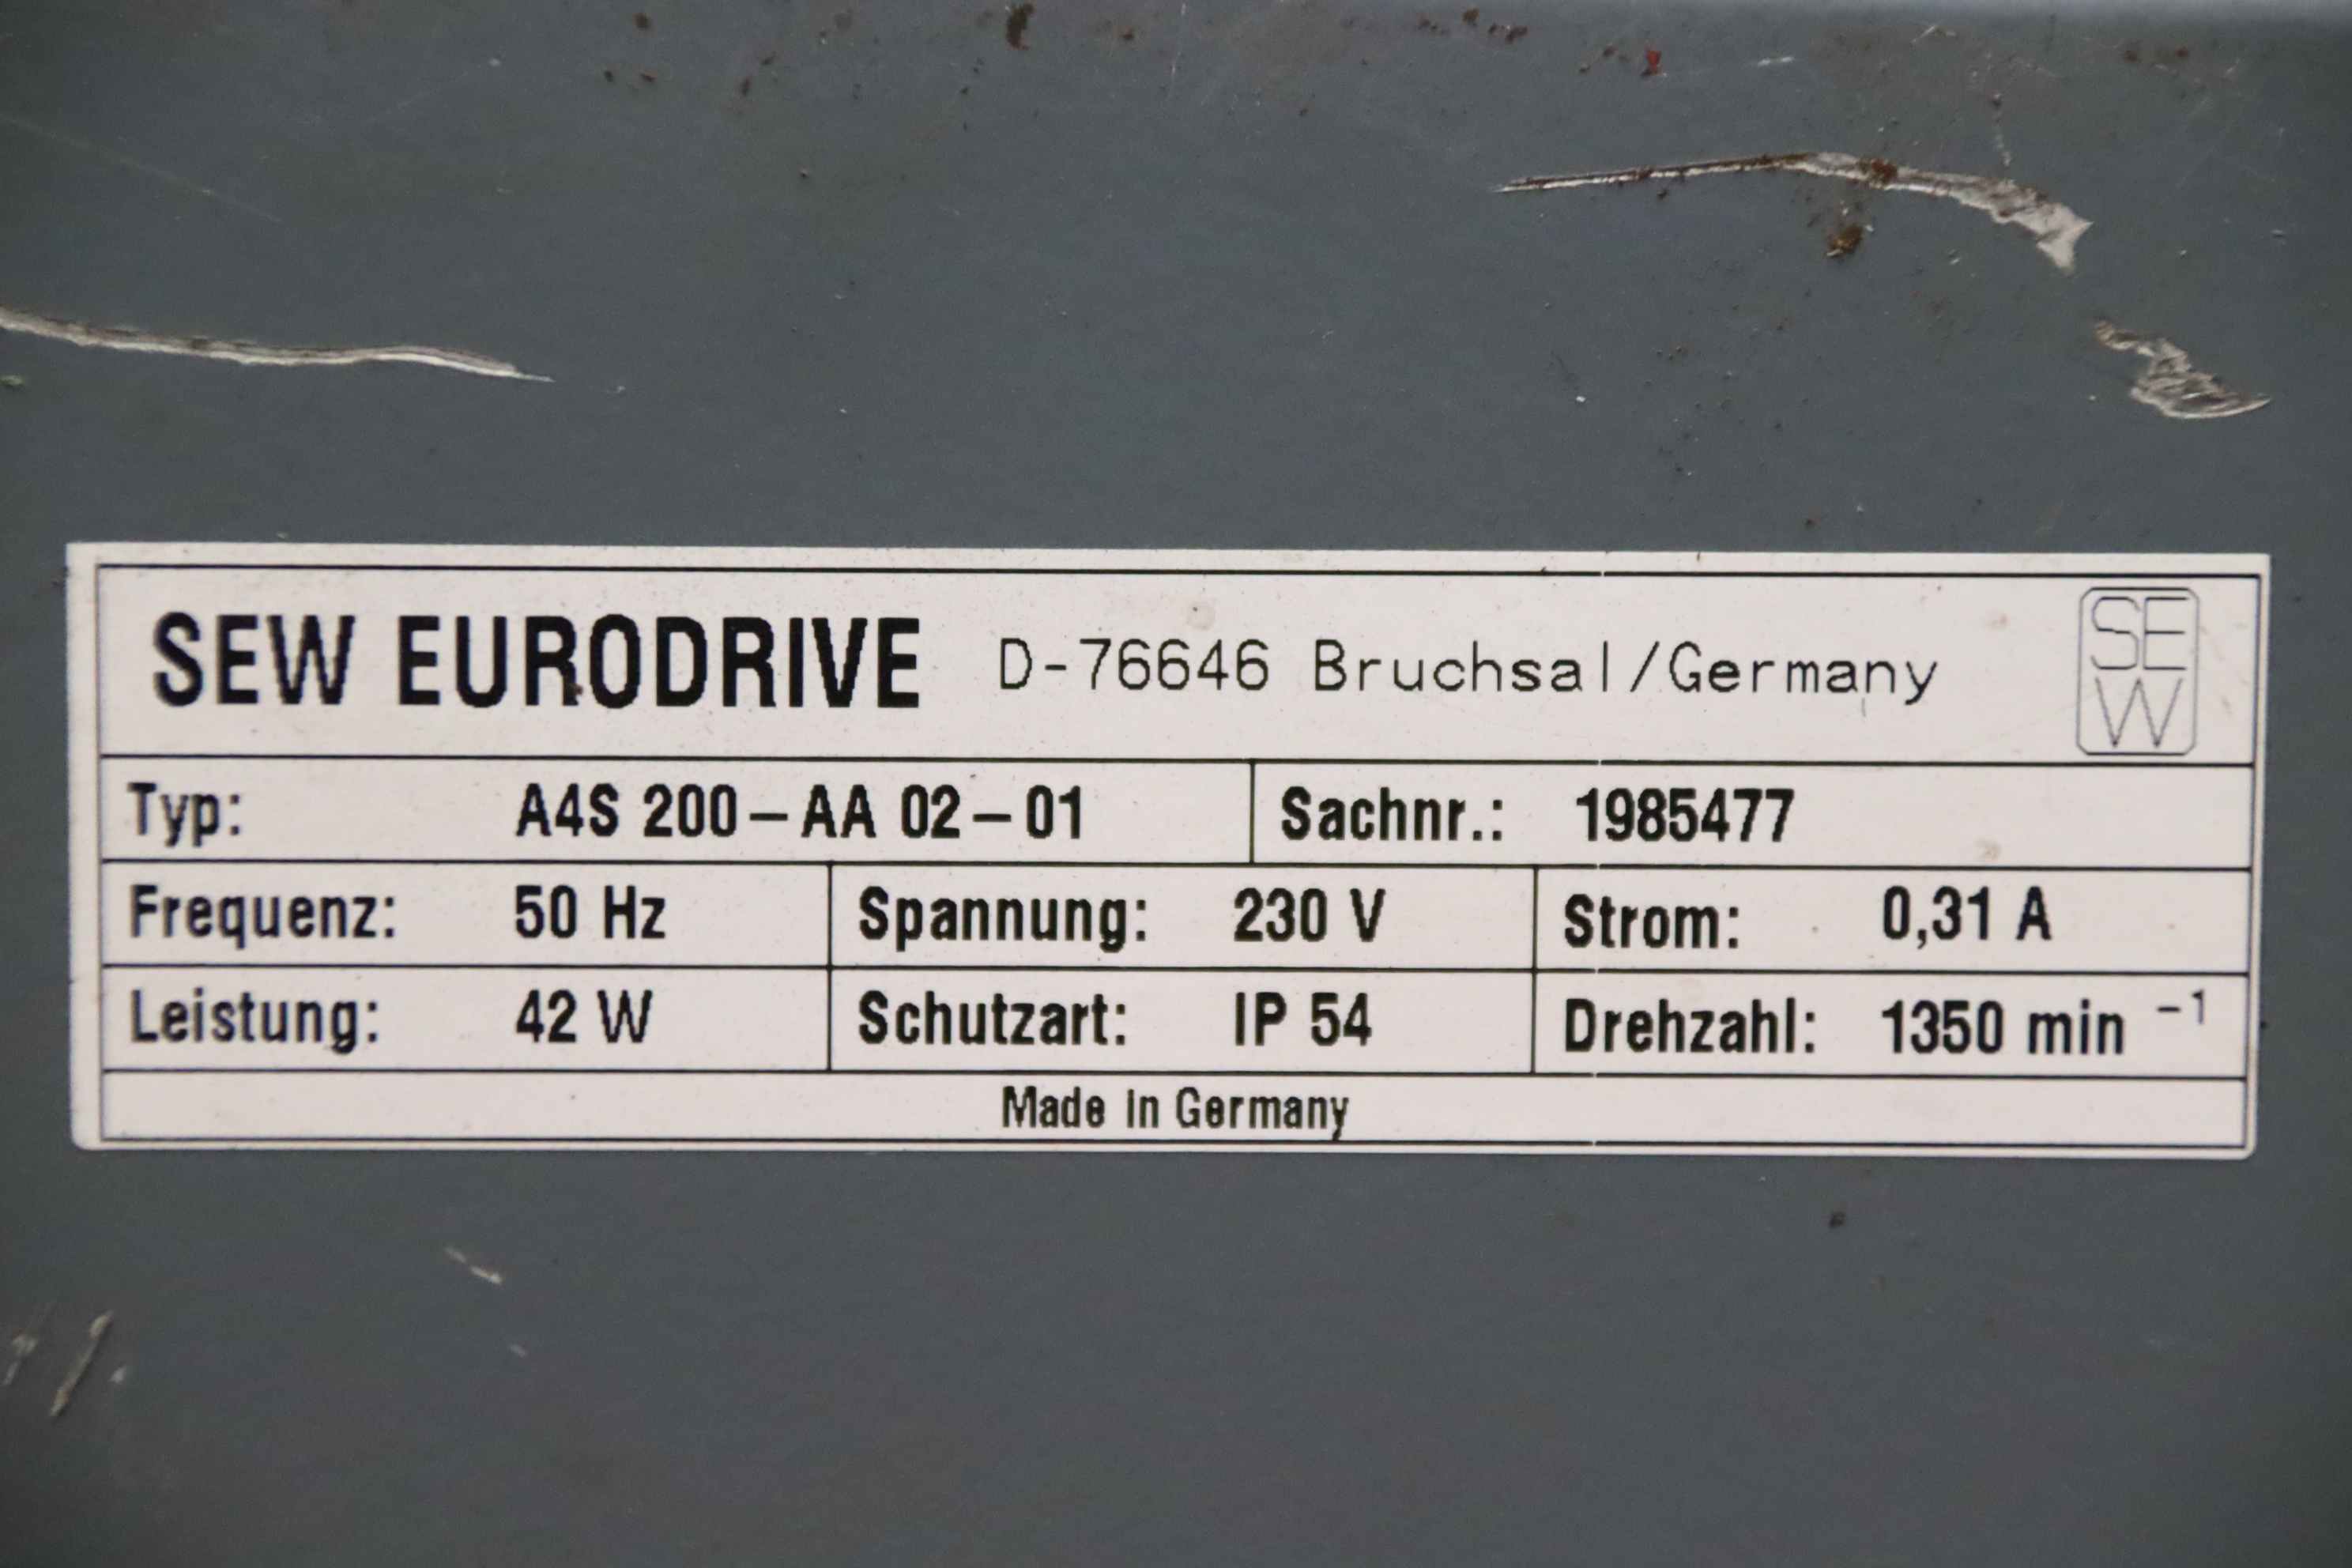 SEW EURODRIVE D-76646 Bruchsal/Germany SEW
Typ: A4S 200-AA 02-01 Sachnr.: 1985477
Frequenz: 50 Hz Spannung: 230 V Strom: 0,31 A
Leistung: 42 W Schutzart: IP 54 Drehzahl: 1350 min ⁻¹
Made in Germany